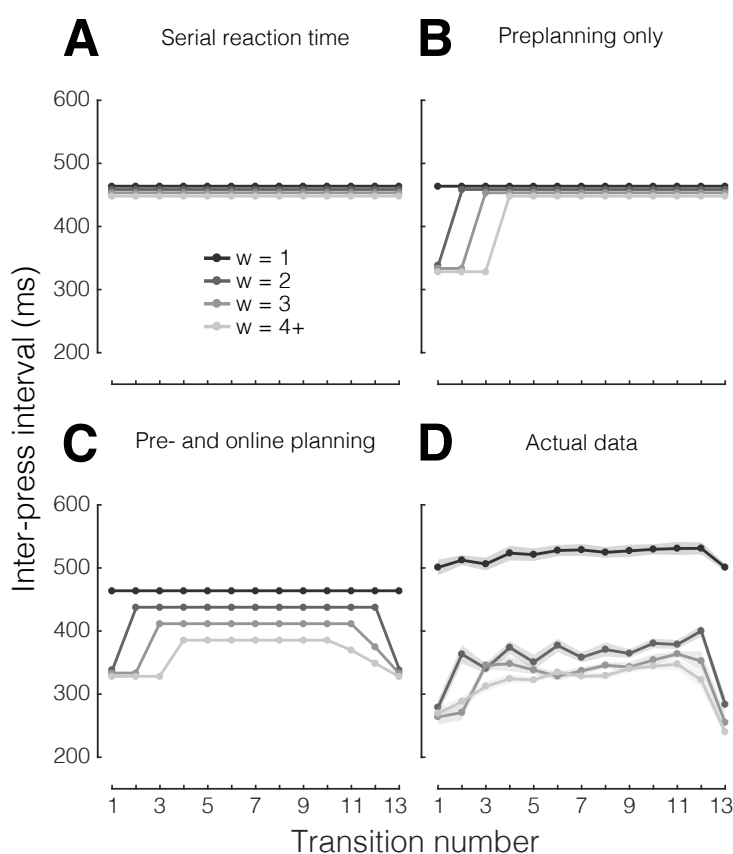 A Serial reaction time
B Preplanning only
600
500
400
300
200
w = 1
w = 2
w = 3
w = 4+
Inter-press interval (ms)
C Pre- and online planning
D Actual data
600
500
400
300
200
1 3 5 7 9 11 13
1 3 5 7 9 11 13
Transition number